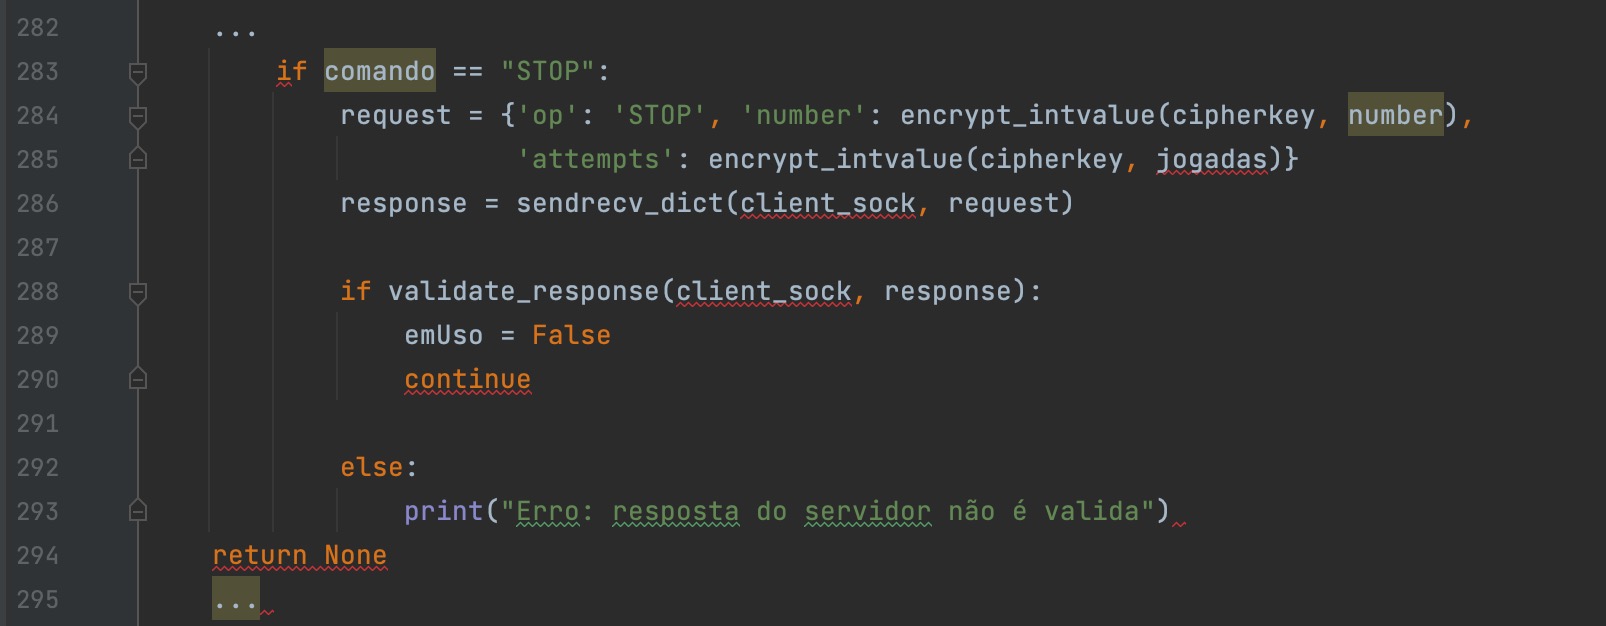 282 ...
283 if comando == "STOP":
284 request = {'op': 'STOP', 'number': encrypt_intvalue(cipherkey, number),
285 'attempts': encrypt_intvalue(cipherkey, jogadas)}
286 response = sendrecv_dict(client_sock, request)
287
288 if validate_response(client_sock, response):
289 emUso = False
290 continue
291
292 else:
293 print("Erro: resposta do servidor não é valida")
294 return None
295 ...